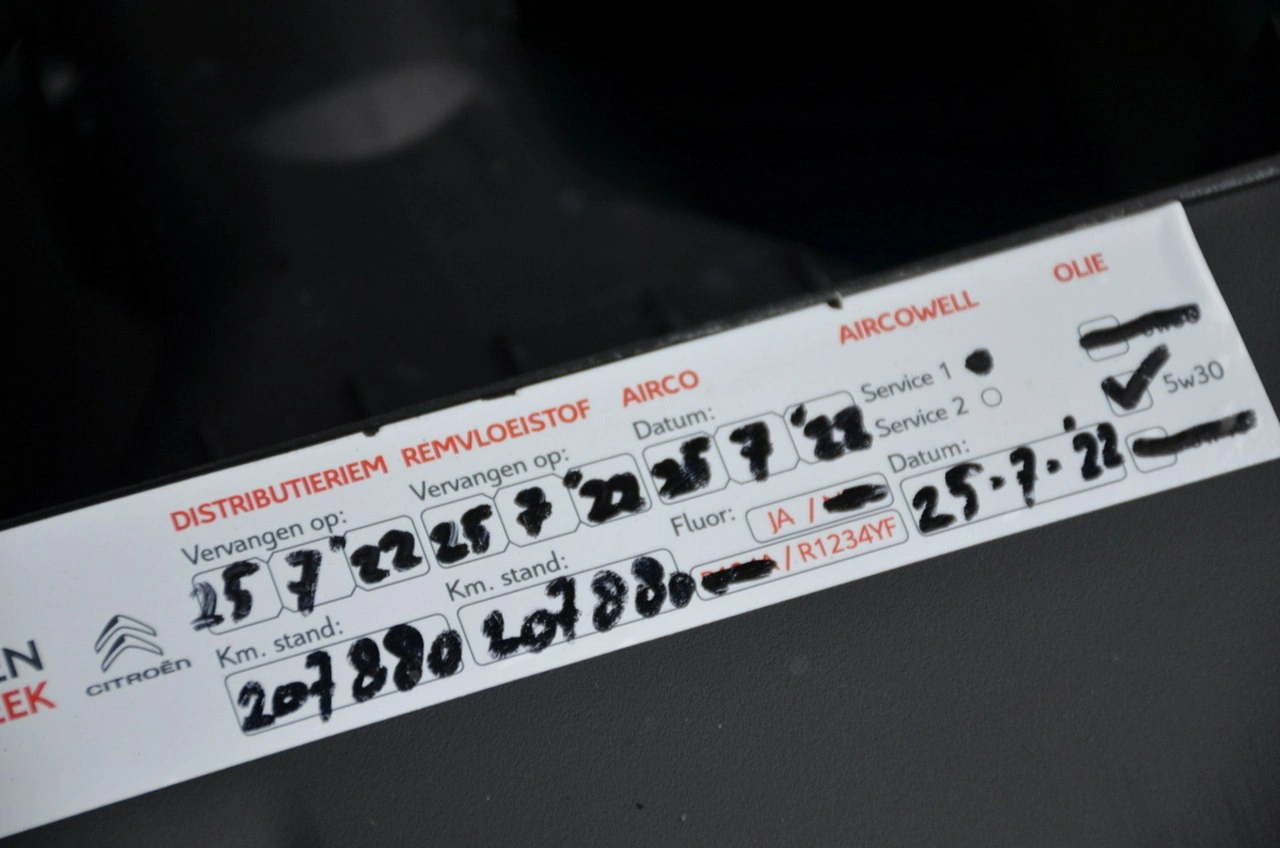 DISTRIBUTIERIEM
Vervangen op:
25 7 '22
Km. stand:
207880
REMVLOEISTOF
Vervangen op:
25 7 '22
Km. stand:
207880
AIRCO
Datum:
25 7 '22
Fluor: JA /
/ R1234YF
AIRCOWELL
Service 1
Service 2
Datum:
25.7.'22
OLIE
5w30
CITROËN